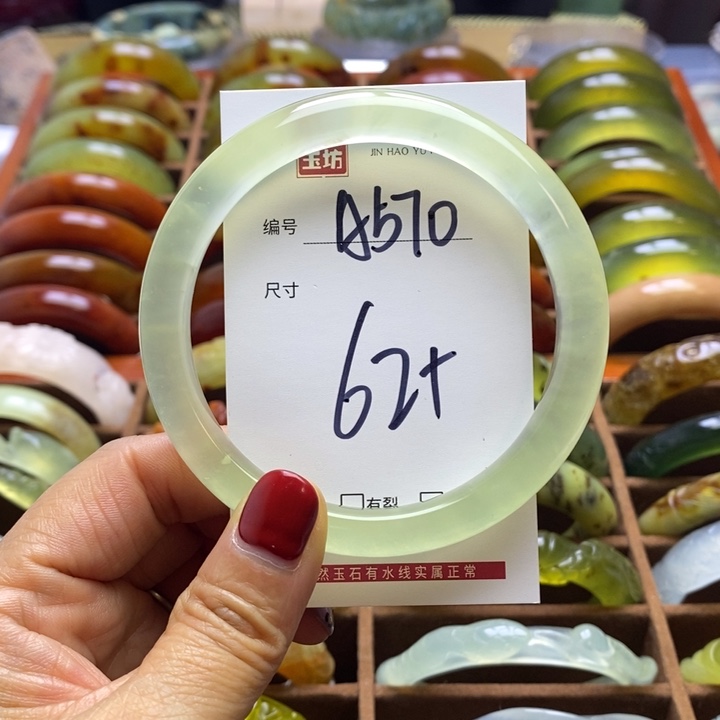 玉坊 JIN HAO YU
编号 A570
尺寸
62+
有裂
然玉石有水线实属正常